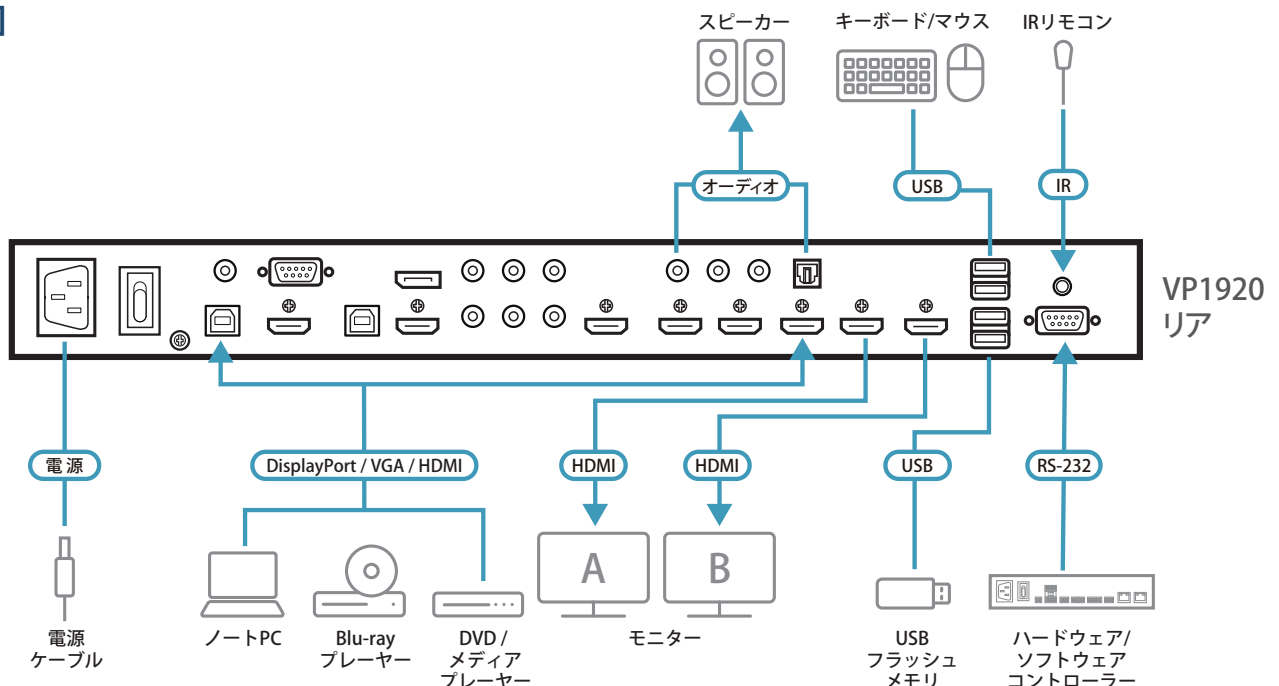 スピーカー
キーボード/マウス
IRリモコン
オーディオ
USB
IR
VP1920
リア
電源
DisplayPort / VGA / HDMI
HDMI
HDMI
USB
RS-232
A
B
電源
ケーブル
ノートPC
Blu-ray
プレーヤー
DVD /
メディア
プレーヤー
モニター
USB
フラッシュ
メモリ
ハードウェア/
ソフトウェア
コントローラー